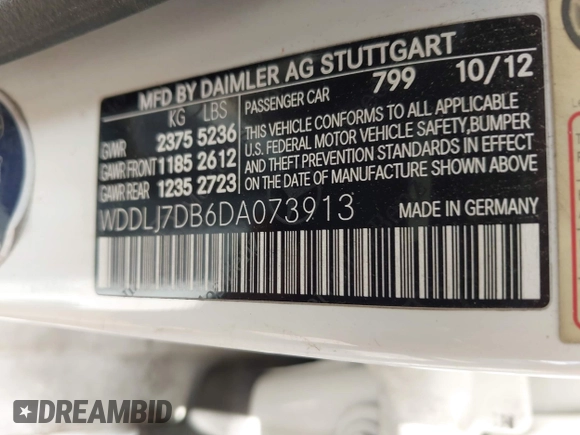 MFD BY DAIMLER AG STUTTGART
KG LBS
GVWR 2375 5236
GAWR FRONT 1185 2612
GAWR REAR 1235 2723
PASSENGER CAR 799 10/12
THIS VEHICLE CONFORMS TO ALL APPLICABLE
U.S. FEDERAL MOTOR VEHICLE SAFETY, BUMPER
AND THEFT PREVENTION STANDARDS IN EFFECT
ON THE DATE OF MANUFACTURE SHOWN ABOVE
WDDLJ7DB6DA073913
MADE IN GERMANY
DREAMBID